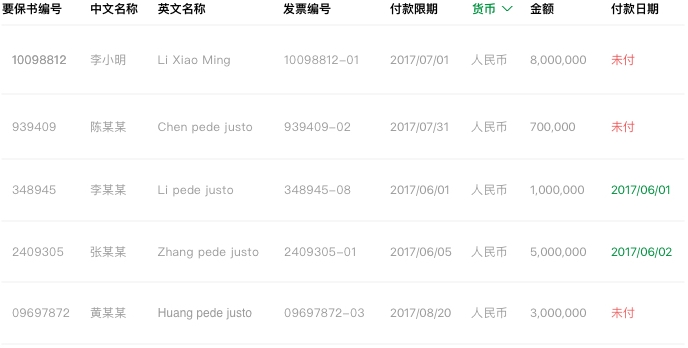 要保书编号 中文名称 英文名称 发票编号 付款限期 货币 金额 付款日期
10098812 李小明 Li Xiao Ming 10098812-01 2017/07/01 人民币 8,000,000 未付
939409 陈某某 Chen pede justo 939409-02 2017/07/31 人民币 700,000 未付
348945 李某某 Li pede justo 348945-08 2017/06/01 人民币 1,000,000 2017/06/01
2409305 张某某 Zhang pede justo 2409305-01 2017/06/05 人民币 5,000,000 2017/06/02
09697872 黄某某 Huang pede justo 09697872-03 2017/08/20 人民币 3,000,000 未付